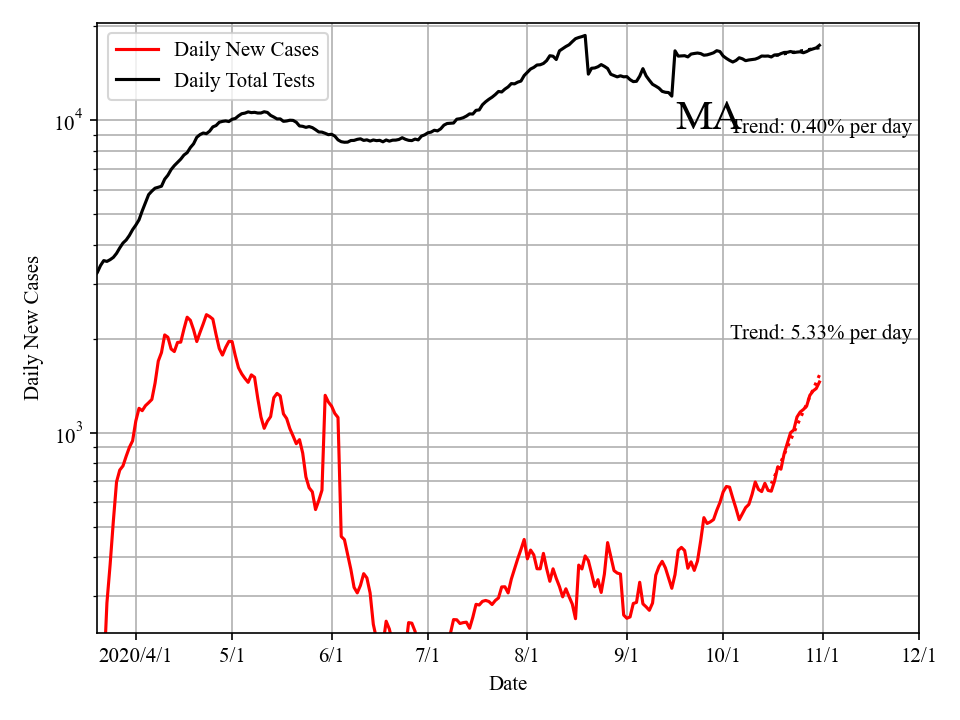 Daily New Cases
Daily Total Tests
10^4
MA
Trend: 0.40% per day
Daily New Cases
Trend: 5.33% per day
10^3
2020/4/1 5/1 6/1 7/1 8/1 9/1 10/1 11/1 12/1
Date